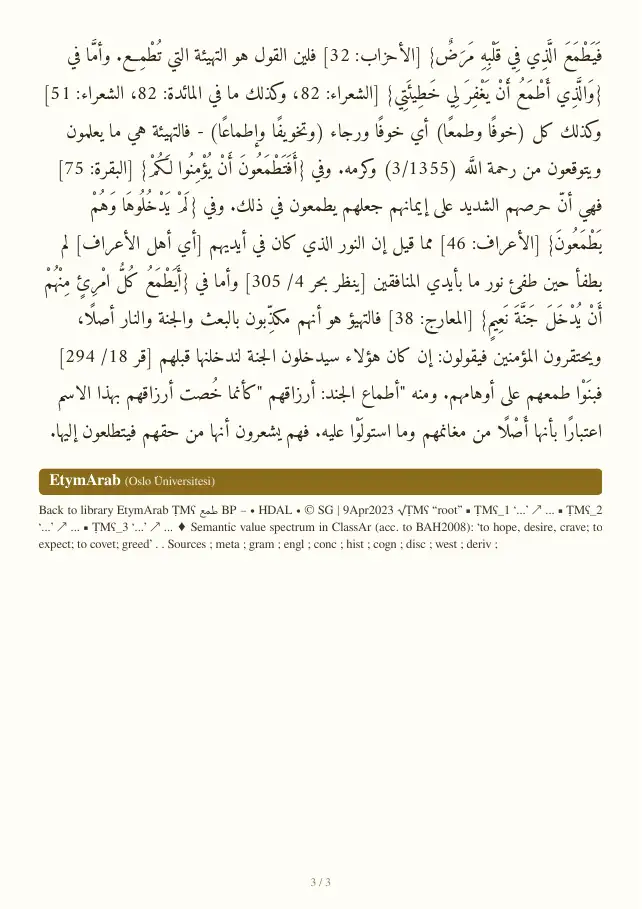 فَيَطْمَعَ الَّذِي فِي قَلْبِهِ مَرَضٌ} [الأحزاب: 32] فلين القول هو التهيئة التي تُطْمِع. وأمَّا في
{وَالَّذِي أَطْمَعُ أَنْ يَغْفِرَ لِي خَطِيئَتِي} [الشعراء: 82، وكذلك ما في المائدة: 82، الشعراء: 51]
وكذلك كل (خوفًا وطمعًا) أي خوفًا ورجاء (وتخويفًا وإطماعًا) - فالتهيئة هي ما يعلمون
ويتوقعون من رحمة الله (3/1355) وكرمه. وفي {أَفَتَطْمَعُونَ أَنْ يُؤْمِنُوا لَكُمْ} [البقرة: 75]
فهي أنّ حرصهم الشديد على إيمانهم جعلهم يطمعون في ذلك. وفي {لَمْ يَدْخُلُوهَا وَهُمْ
يَطْمَعُونَ} [الأعراف: 46] مما قيل إن النور الذي كان في أيديهم [أي أهل الأعراف] لم
يطفأ حين طفئ نور ما بأيدي المنافقين [ينظر بحر 4/ 305] وأما في {أَيَطْمَعُ كُلُّ امْرِئٍ مِنْهُمْ
أَنْ يُدْخَلَ جَنَّةَ نَعِيمٍ} [المعارج: 38] فالتهيؤ هو أنهم مكذّبون بالبعث والجنة والنار أصلًا،
ويحتقرون المؤمنين فيقولون: إن كان هؤلاء سيدخلون الجنة لندخلنها قبلهم [قر 18/ 294]
فبنَوْا طمعهم على أوهامهم. ومنه "أطماع الجند: أرزاقهم "كأنما خُصت أرزاقهم بهذا الاسم
اعتبارًا بأنها أَصْلًا من مغانمهم وما استولَوْا عليه. فهم يشعرون أنها من حقهم فيتطلعون إليها.
EtymArab (Oslo Üniversitesi)
Back to library EtymArab ṬMʕ طمع BP – • HDAL • © SG | 9Apr2023 √ṬMʕ “root” ▪ ṬMʕ_1 ‘...’ ↗ ... ▪ ṬMʕ_2
‘...’ ↗ ... ▪ ṬMʕ_3 ‘...’ ↗ ... ♦ Semantic value spectrum in ClassAr (acc. to BAH2008): ‘to hope, desire, crave; to
expect; to covet; greed’ . . Sources ; meta ; gram ; engl ; conc ; hist ; cogn ; disc ; west ; deriv ;
3 / 3